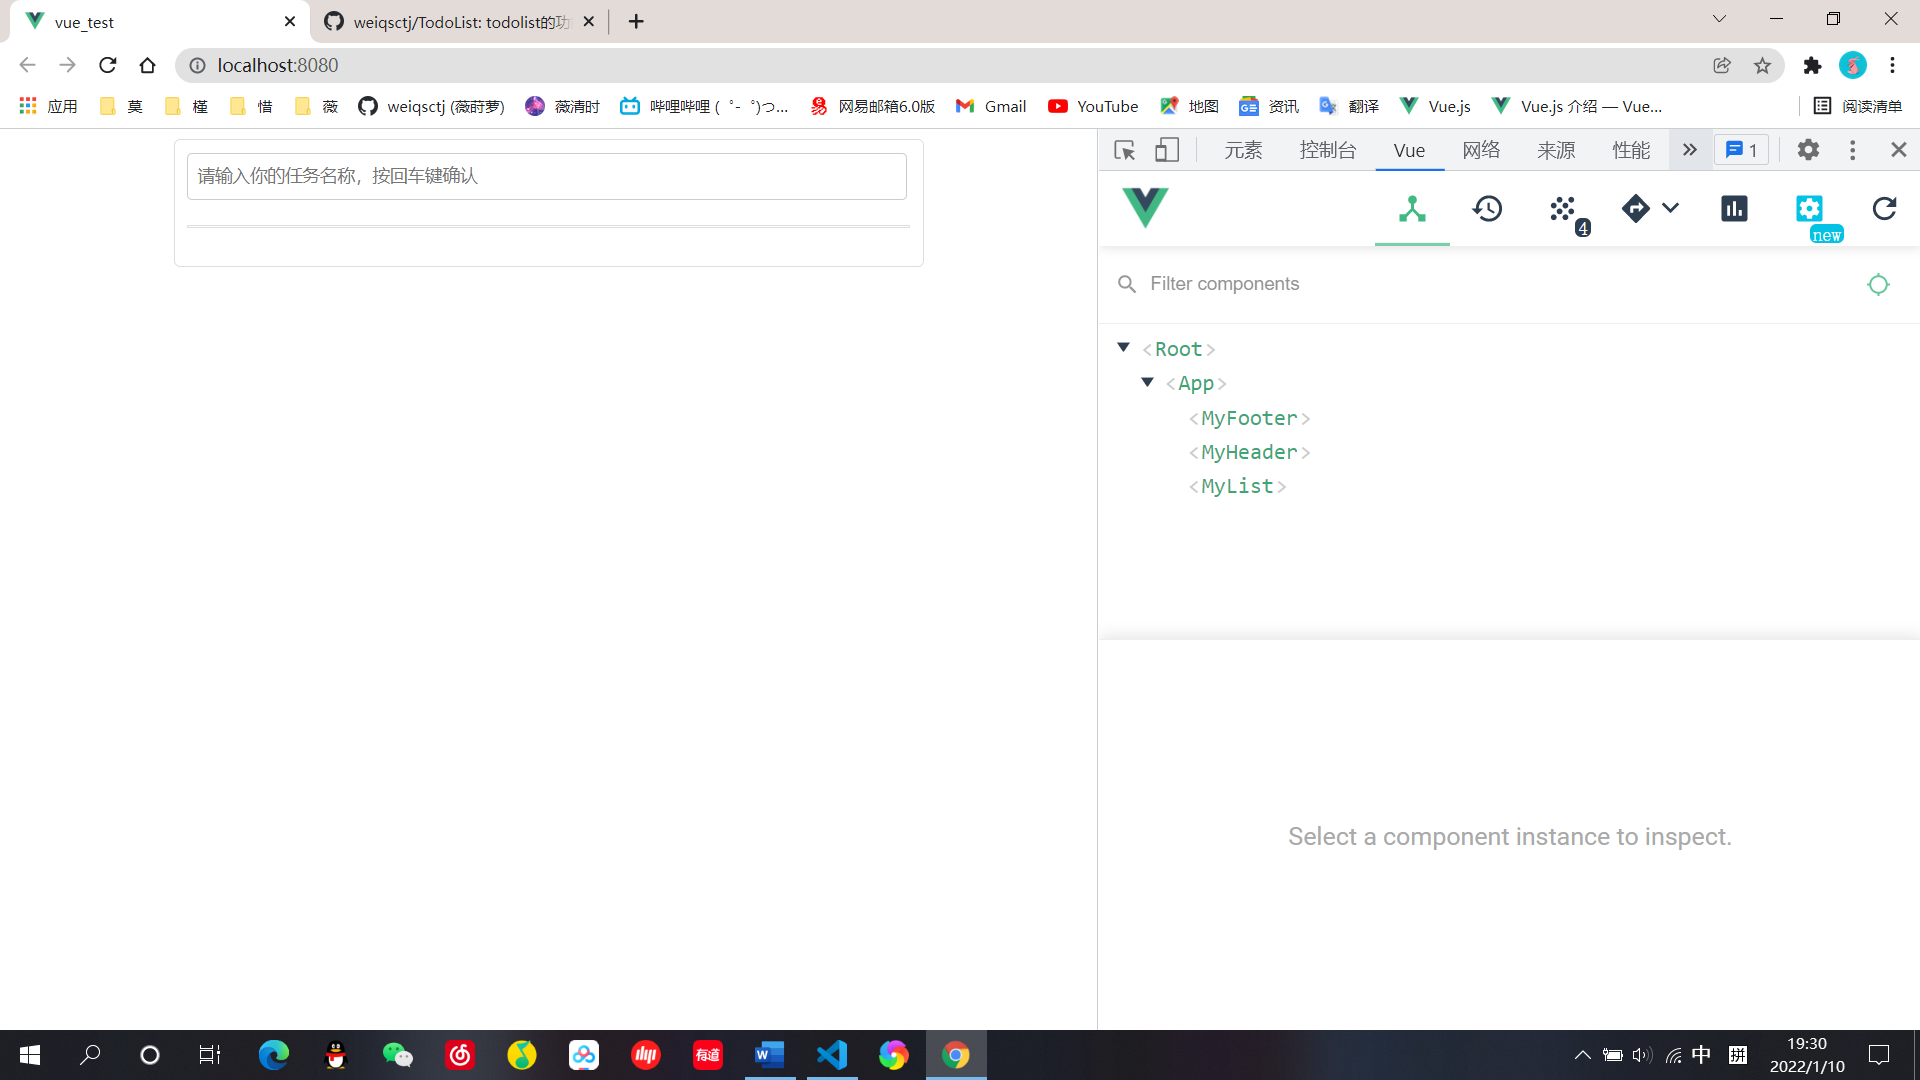 vue_test
weiqsctj/TodoList: todolist的功
localhost:8080
应用 莫 槿 惜 薇 weiqsctj (薇莳萝) 薇清时 哔哩哔哩 ( ゜- ゜)つ... 网易邮箱6.0版 Gmail YouTube 地图 资讯 翻译 Vue.js Vue.js 介绍 — Vue... 阅读清单
请输入你的任务名称，按回车键确认
元素 控制台 Vue 网络 来源 性能 1
4
new
Filter components
<Root>
<App>
<MyFooter>
<MyHeader>
<MyList>
Select a component instance to inspect.
有道
中 拼
19:30
2022/1/10